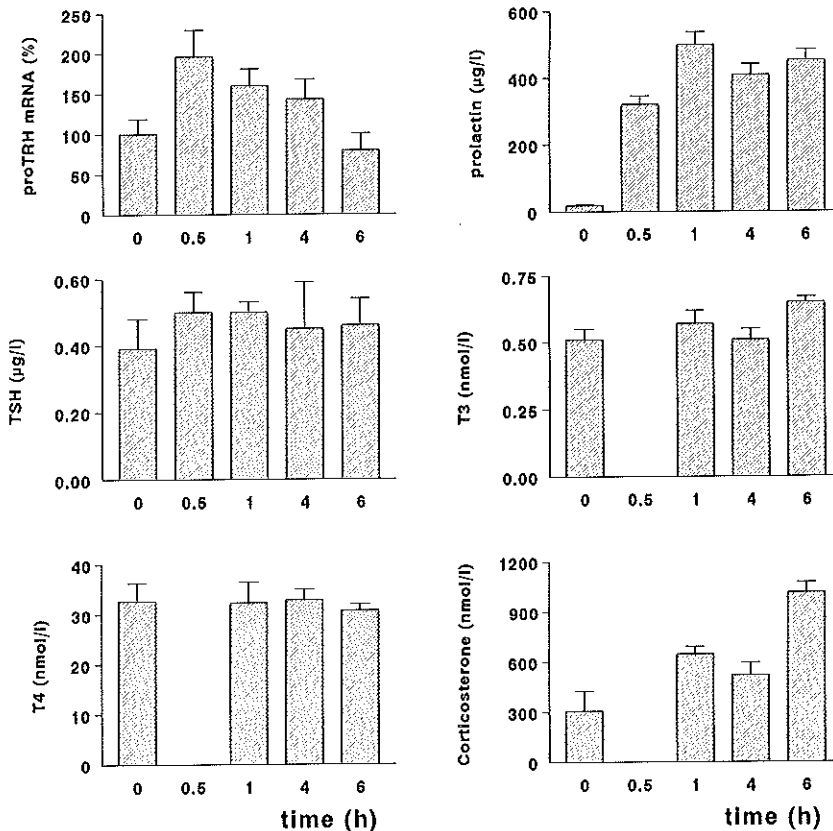 proTRH mRNA (%)
250
200
150
100
50
0
0 0.5 1 4 6
prolactin (µg/l)
600
400
200
0
0 0.5 1 4 6
TSH (µg/l)
0.60
0.40
0.20
0.00
0 0.5 1 4 6
T3 (nmol/l)
0.75
0.50
0.25
0.00
0 0.5 1 4 6
T4 (nmol/l)
40
30
20
10
0
0 0.5 1 4 6
time (h)
Corticosterone (nmol/l)
1200
900
600
300
0
0 0.5 1 4 6
time (h)